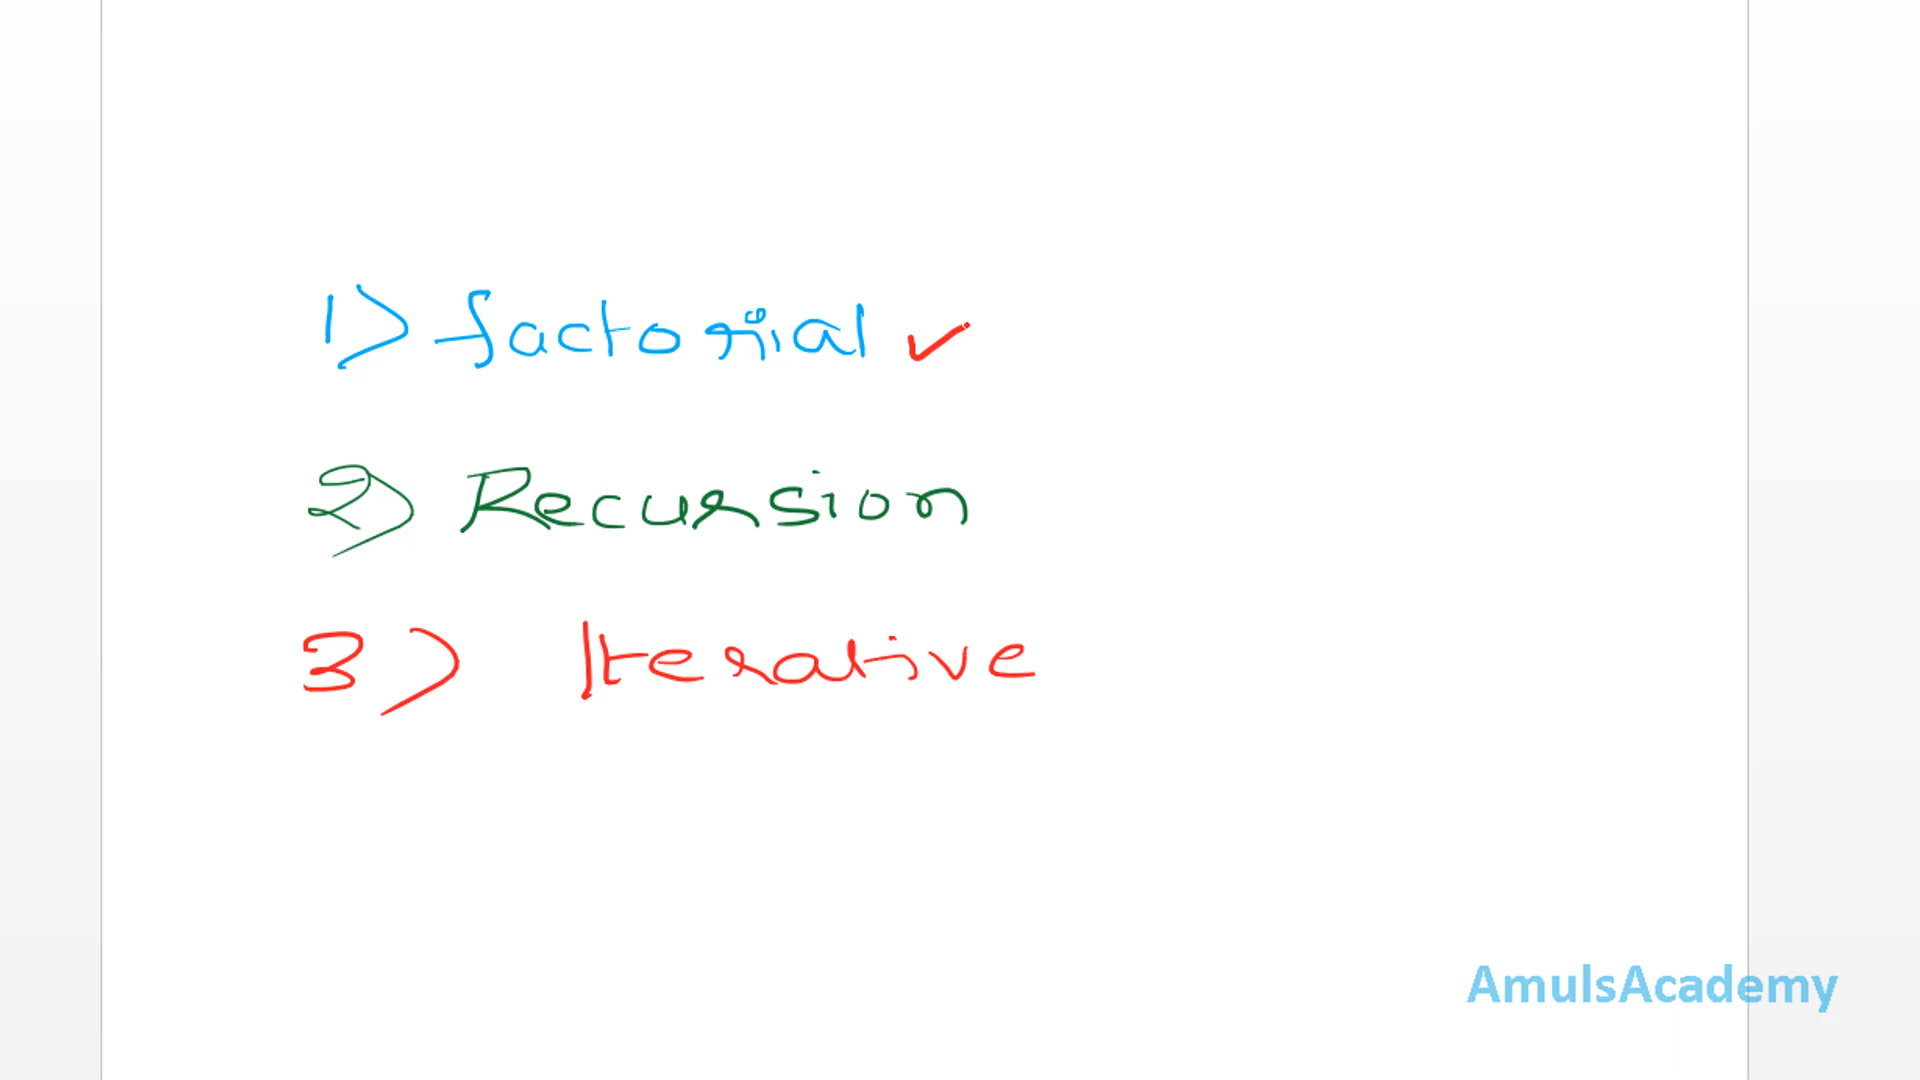 1) factorial ✓
2) Recursion
3) Iterative
AmulsAcademy